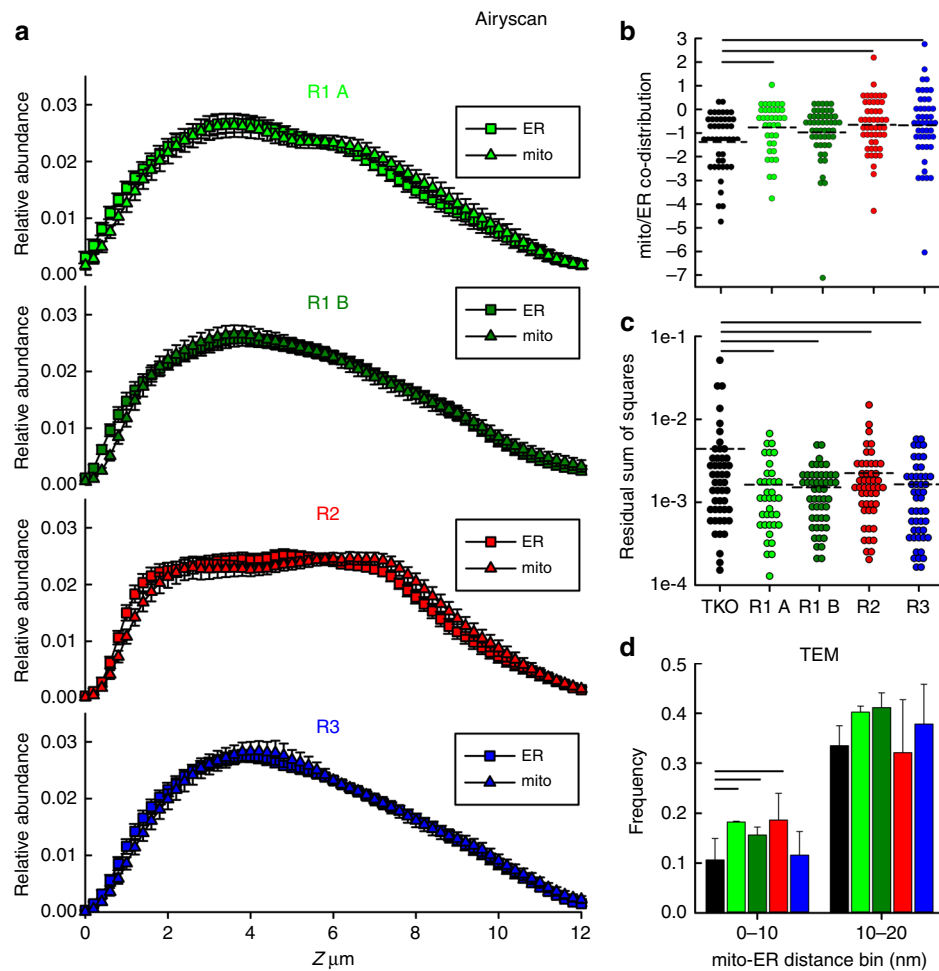 Airyscan
a
R1 A
Relative abundance
0.03
0.02
0.01
0.00
ER
mito
R1 B
Relative abundance
0.03
0.02
0.01
0.00
ER
mito
R2
Relative abundance
0.03
0.02
0.01
0.00
ER
mito
R3
Relative abundance
0.03
0.02
0.01
0.00
ER
mito
0 2 4 6 8 10 12
Z μm
b
mito/ER co-distribution
3
2
1
0
–1
–2
–3
–4
–5
–6
–7
c
Residual sum of squares
1e-1
1e-2
1e-3
1e-4
TKO R1 A R1 B R2 R3
d
TEM
Frequency
0.5
0.4
0.3
0.2
0.1
0.0
0–10 10–20
mito-ER distance bin (nm)